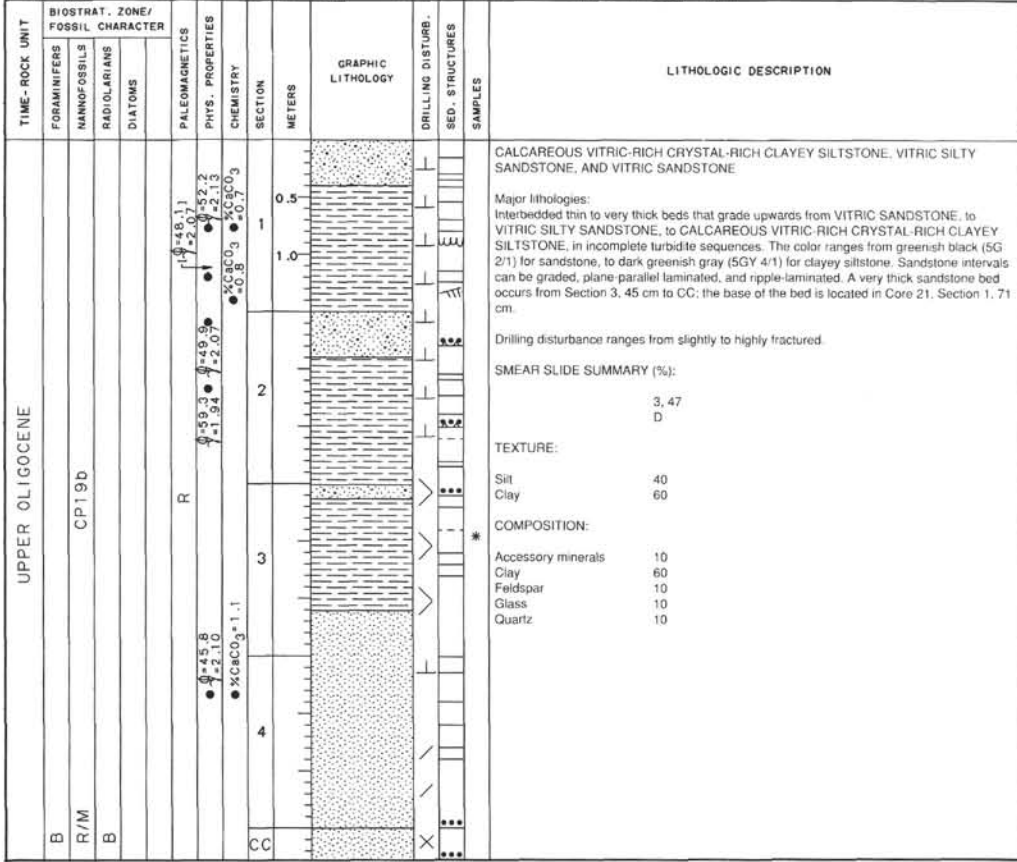 TIME-ROCK UNIT
BIOSTRAT. ZONE/
FOSSIL CHARACTER
FORAMINIFERS
NANNOFOSSILS
RADIOLARIANS
DIATOMS
PALEOMAGNETICS
PHYS. PROPERTIES
CHEMISTRY
SECTION
METERS
GRAPHIC
LITHOLOGY
DRILLING DISTURB.
SED. STRUCTURES
SAMPLES
LITHOLOGIC DESCRIPTION
UPPER OLIGOCENE
B
CP19b
R/M
B
R
φ=48.1
γ=2.07
φ=52.2
γ=2.13
φ=49.9
γ=2.07
φ=59.3
γ=1.94
φ=45.8
γ=2.10
%CaCO3
=0.7
%CaCO3
=0.8
%CaCO3=1.1
1
2
3
4
CC
0.5
1.0
*
CALCAREOUS VITRIC-RICH CRYSTAL-RICH CLAYEY SILTSTONE, VITRIC SILTY
SANDSTONE, AND VITRIC SANDSTONE
Major lithologies:
Interbedded thin to very thick beds that grade upwards from VITRIC SANDSTONE, to
VITRIC SILTY SANDSTONE, to CALCAREOUS VITRIC-RICH CRYSTAL-RICH CLAYEY
SILTSTONE, in incomplete turbidite sequences. The color ranges from greenish black (5G
2/1) for sandstone, to dark greenish gray (5GY 4/1) for clayey siltstone. Sandstone intervals
can be graded, plane-parallel laminated, and ripple-laminated. A very thick sandstone bed
occurs from Section 3, 45 cm to CC; the base of the bed is located in Core 21, Section 1, 71
cm.
Drilling disturbance ranges from slightly to highly fractured.
SMEAR SLIDE SUMMARY (%):
3, 47
D
TEXTURE:
Silt 40
Clay 60
COMPOSITION:
Accessory minerals 10
Clay 60
Feldspar 10
Glass 10
Quartz 10